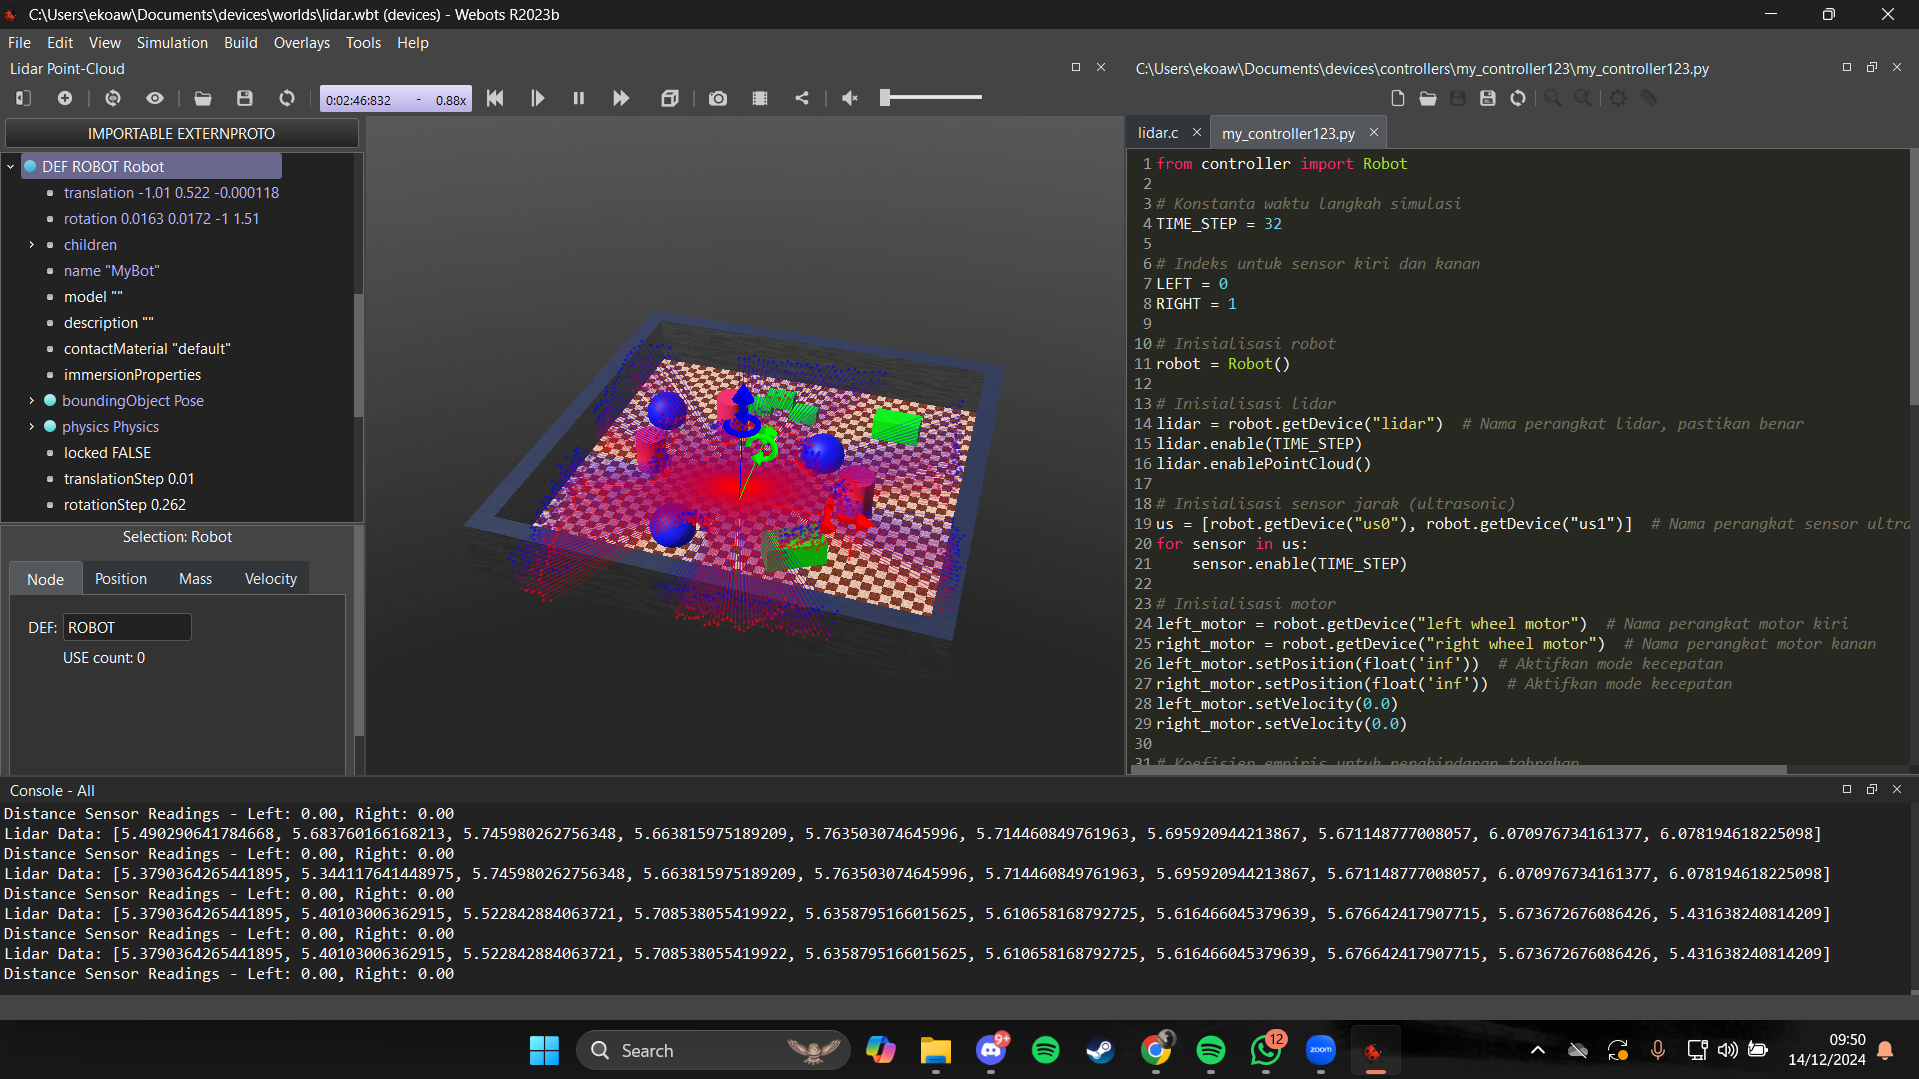 C:\Users\ekoaw\Documents\devices\worlds\lidar.wbt (devices) - Webots R2023b
File Edit View Simulation Build Overlays Tools Help
Lidar Point-Cloud
0:02:46:832 - 0.88x
IMPORTABLE EXTERNPROTO
DEF ROBOT Robot
translation -1.01 0.522 -0.000118
rotation 0.0163 0.0172 -1 1.51
children
name "MyBot"
model ""
description ""
contactMaterial "default"
immersionProperties
boundingObject Pose
physics Physics
locked FALSE
translationStep 0.01
rotationStep 0.262
Selection: Robot
Node Position Mass Velocity
DEF: ROBOT
USE count: 0
C:\Users\ekoaw\Documents\devices\controllers\my_controller123\my_controller123.py
lidar.c my_controller123.py
1 from controller import Robot
2
3 # Konstanta waktu langkah simulasi
4 TIME_STEP = 32
5
6 # Indeks untuk sensor kiri dan kanan
7 LEFT = 0
8 RIGHT = 1
9
10 # Inisialisasi robot
11 robot = Robot()
12
13 # Inisialisasi lidar
14 lidar = robot.getDevice("lidar")  # Nama perangkat lidar, pastikan benar
15 lidar.enable(TIME_STEP)
16 lidar.enablePointCloud()
17
18 # Inisialisasi sensor jarak (ultrasonic)
19 us = [robot.getDevice("us0"), robot.getDevice("us1")]  # Nama perangkat sensor ultra
20 for sensor in us:
21     sensor.enable(TIME_STEP)
22
23 # Inisialisasi motor
24 left_motor = robot.getDevice("left wheel motor")  # Nama perangkat motor kiri
25 right_motor = robot.getDevice("right wheel motor")  # Nama perangkat motor kanan
26 left_motor.setPosition(float('inf'))  # Aktifkan mode kecepatan
27 right_motor.setPosition(float('inf'))  # Aktifkan mode kecepatan
28 left_motor.setVelocity(0.0)
29 right_motor.setVelocity(0.0)
30
31 # Koefisien empiris untuk penghindaran tabrakan
Console - All
Distance Sensor Readings - Left: 0.00, Right: 0.00
Lidar Data: [5.490290641784668, 5.683760166168213, 5.745980262756348, 5.663815975189209, 5.763503074645996, 5.714460849761963, 5.695920944213867, 5.671148777008057, 6.070976734161377, 6.078194618225098]
Distance Sensor Readings - Left: 0.00, Right: 0.00
Lidar Data: [5.3790364265441895, 5.344117641448975, 5.745980262756348, 5.663815975189209, 5.763503074645996, 5.714460849761963, 5.695920944213867, 5.671148777008057, 6.070976734161377, 6.078194618225098]
Distance Sensor Readings - Left: 0.00, Right: 0.00
Lidar Data: [5.3790364265441895, 5.40103006362915, 5.522842884063721, 5.708538055419922, 5.6358795166015625, 5.610658168792725, 5.616466045379639, 5.676642417907715, 5.673672676086426, 5.431638240814209]
Distance Sensor Readings - Left: 0.00, Right: 0.00
Lidar Data: [5.3790364265441895, 5.40103006362915, 5.522842884063721, 5.708538055419922, 5.6358795166015625, 5.610658168792725, 5.616466045379639, 5.676642417907715, 5.673672676086426, 5.431638240814209]
Distance Sensor Readings - Left: 0.00, Right: 0.00
Search
9+
12
zoom
09:50
14/12/2024